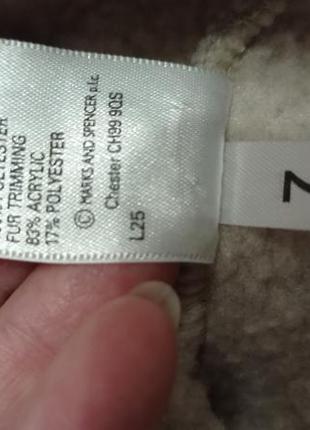 POLYESTER
FUR TRIMMING
83% ACRYLIC
17% POLYESTER
© MARKS AND SPENCER p.l.c.
Chester CH99 9QS
L25
7